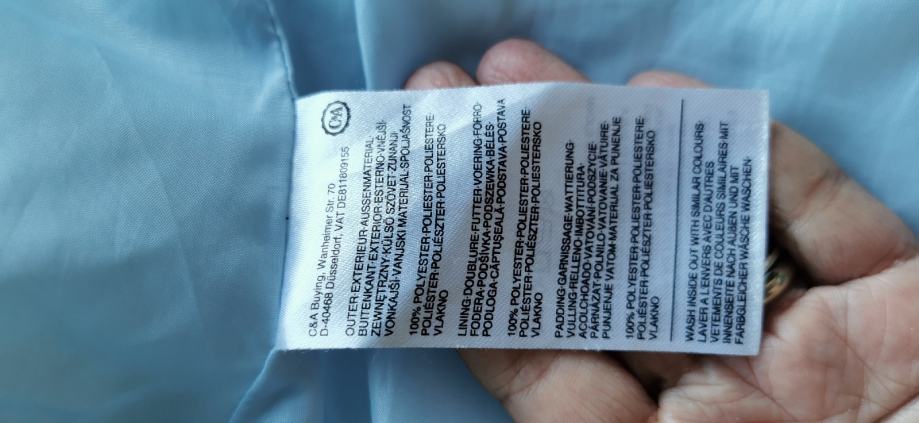 C&A
C&A Buying, Wanheimer Str. 70
D-40468 Düsseldorf, VAT DE811609155
OUTER·EXTERIEUR·AUSSENMATERIAL·
BUITENKANT·EXTERIOR·ESTERNO·VNĚJŠÍ·
ZEWNĘTRZNY·KÜLSŐ SZÖVET·ZUNANJI·
VONKAJŠÍ·VANJSKI MATERIJAL·SPOLJAŠNOST
100% POLYESTER·POLIESTER·POLIESTERE·
POLIÉSTER·POLIÉSZTER·POLIESTERSKO
VLAKNO
LINING·DOUBLURE·FUTTER·VOERING·FORRO·
FODERA·PODŠÍVKA·PODSZEWKA·BÉLÉS·
PODLOGA·CĂPTUȘEALĂ·PODSTAVA·POSTAVA
100% POLYESTER·POLIESTER·POLIESTERE·
POLIÉSTER·POLIÉSZTER·POLIESTERSKO
VLAKNO
PADDING·GARNISSAGE·WATTIERUNG·
VULLING·RELLENO·IMBOTTITURA·
ACOLCHOADO·VATOVÁNÍ·PODSZYCIE·
PÁRNÁZAT·POLNILO·VATOVANIE·VĂTUIRE·
PUNJENJE VATOM·MATERIJAL ZA PUNJENJE
100% POLYESTER·POLIESTER·POLIESTERE·
POLIÉSTER·POLIÉSZTER·POLIESTERSKO
VLAKNO
WASH INSIDE OUT WITH SIMILAR COLOURS·
LAVER A L'ENVERS AVEC D'AUTRES
VETEMENTS DE COULEURS SIMILAIRES·MIT
INNENSEITE NACH AUßEN UND MIT
FARBGLEICHER WÄSCHE WASCHEN·